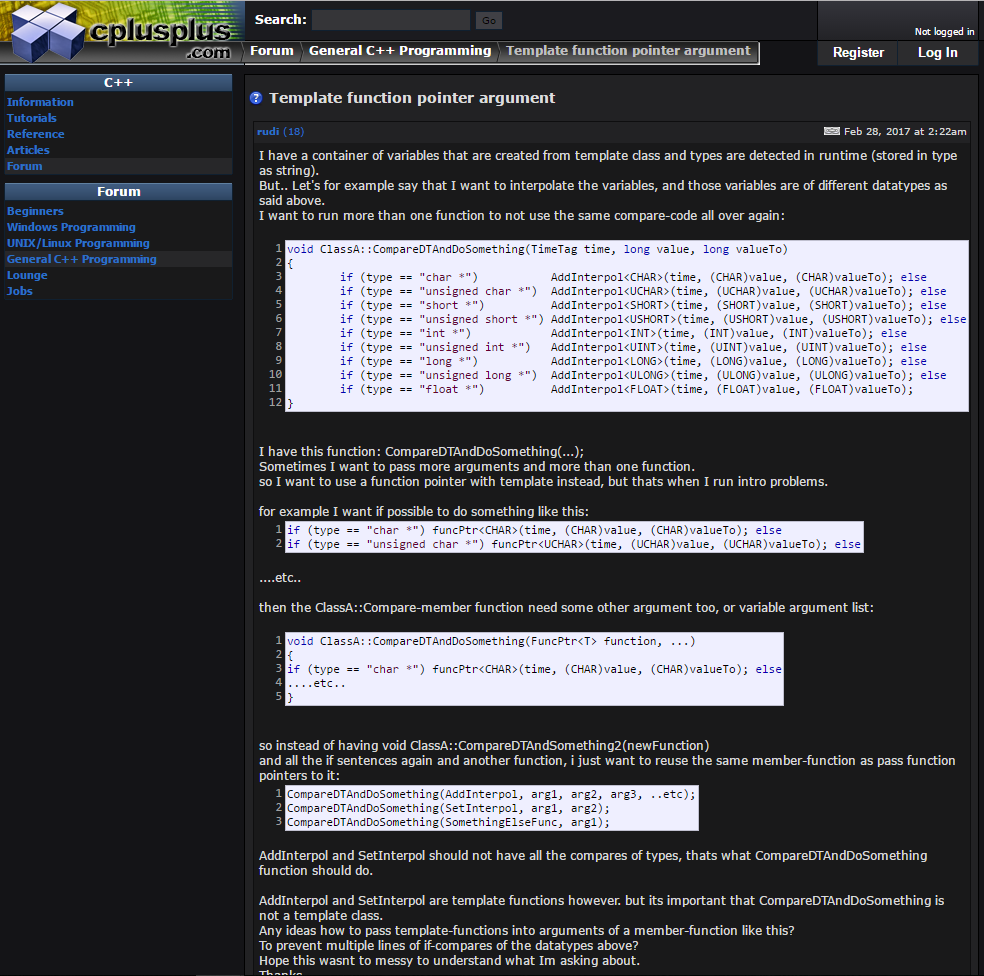 cplusplus
.com
Search:
Go
Not logged in
Forum
General C++ Programming
Template function pointer argument
Register
Log In
C++
Information
Tutorials
Reference
Articles
Forum
Forum
Beginners
Windows Programming
UNIX/Linux Programming
General C++ Programming
Lounge
Jobs
? Template function pointer argument
rudi (18)
Feb 28, 2017 at 2:22am
I have a container of variables that are created from template class and types are detected in runtime (stored in type
as string).
But.. Let's for example say that I want to interpolate the variables, and those variables are of different datatypes as
said above.
I want to run more than one function to not use the same compare-code all over again:
1 void ClassA::CompareDTAndDoSomething(TimeTag time, long value, long valueTo)
2 {
3 if (type == "char *") AddInterpol<CHAR>(time, (CHAR)value, (CHAR)valueTo); else
4 if (type == "unsigned char *") AddInterpol<UCHAR>(time, (UCHAR)value, (UCHAR)valueTo); else
5 if (type == "short *") AddInterpol<SHORT>(time, (SHORT)value, (SHORT)valueTo); else
6 if (type == "unsigned short *") AddInterpol<USHORT>(time, (USHORT)value, (USHORT)valueTo); else
7 if (type == "int *") AddInterpol<INT>(time, (INT)value, (INT)valueTo); else
8 if (type == "unsigned int *") AddInterpol<UINT>(time, (UINT)value, (UINT)valueTo); else
9 if (type == "long *") AddInterpol<LONG>(time, (LONG)value, (LONG)valueTo); else
10 if (type == "unsigned long *") AddInterpol<ULONG>(time, (ULONG)value, (ULONG)valueTo); else
11 if (type == "float *") AddInterpol<FLOAT>(time, (FLOAT)value, (FLOAT)valueTo);
12 }
I have this function: CompareDTAndDoSomething(...);
Sometimes I want to pass more arguments and more than one function.
so I want to use a function pointer with template instead, but thats when I run intro problems.
for example I want if possible to do something like this:
1 if (type == "char *") funcPtr<CHAR>(time, (CHAR)value, (CHAR)valueTo); else
2 if (type == "unsigned char *") funcPtr<UCHAR>(time, (UCHAR)value, (UCHAR)valueTo); else
....etc..
then the ClassA::Compare-member function need some other argument too, or variable argument list:
1 void ClassA::CompareDTAndDoSomething(FuncPtr<T> function, ...)
2 {
3 if (type == "char *") funcPtr<CHAR>(time, (CHAR)value, (CHAR)valueTo); else
4 ....etc..
5 }
so instead of having void ClassA::CompareDTAndSomething2(newFunction)
and all the if sentences again and another function, i just want to reuse the same member-function as pass function
pointers to it:
1 CompareDTAndDoSomething(AddInterpol, arg1, arg2, arg3, ..etc);
2 CompareDTAndDoSomething(SetInterpol, arg1, arg2);
3 CompareDTAndDoSomething(SomethingElseFunc, arg1);
AddInterpol and SetInterpol should not have all the compares of types, thats what CompareDTAndDoSomething
function should do.
AddInterpol and SetInterpol are template functions however. but its important that CompareDTAndDoSomething is
not a template class.
Any ideas how to pass template-functions into arguments of a member-function like this?
To prevent multiple lines of if-compares of the datatypes above?
Hope this wasnt to messy to understand what Im asking about.
Thanks